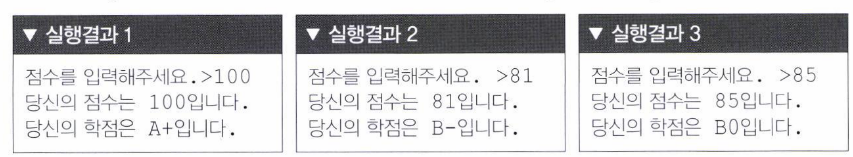 ▼ 실행결과 1
점수를 입력해주세요.>100
당신의 점수는 100입니다.
당신의 학점은 A+입니다.
▼ 실행결과 2
점수를 입력해주세요. >81
당신의 점수는 81입니다.
당신의 학점은 B-입니다.
▼ 실행결과 3
점수를 입력해주세요. >85
당신의 점수는 85입니다.
당신의 학점은 B0입니다.